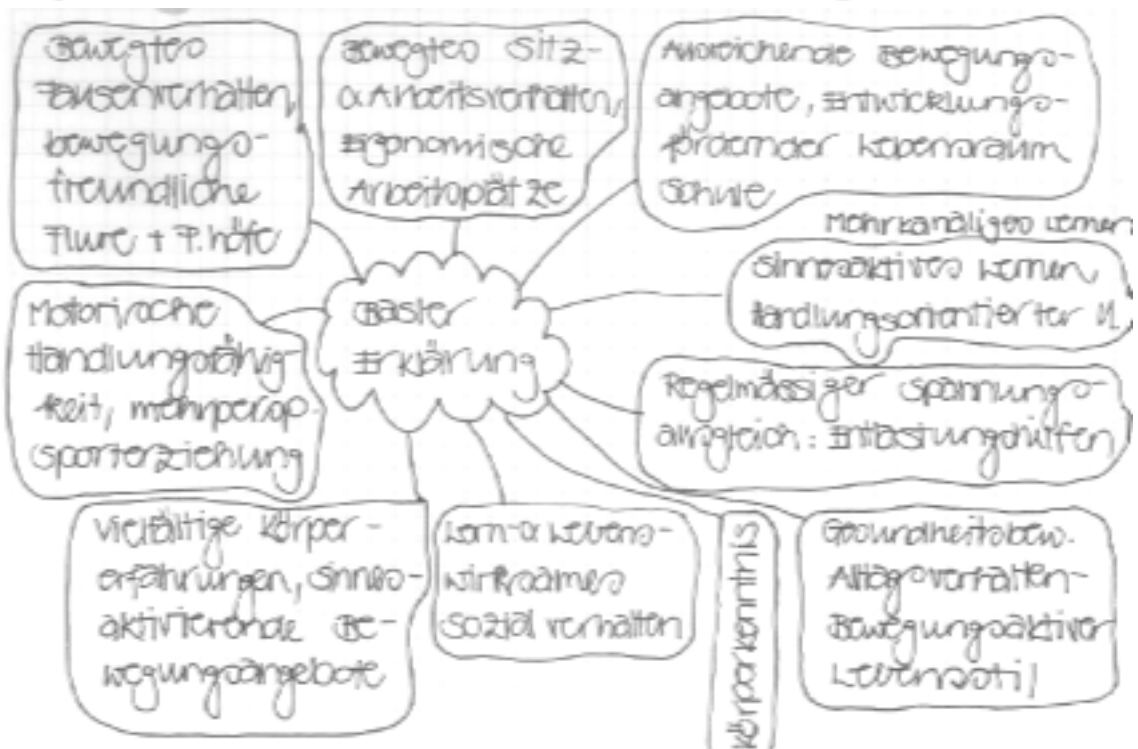 Bewegtes
Pausenverhalten,
bewegungs-
freundliche
Flure + P.höfe
Bewegtes Sitz-
& Arbeitsverhalten,
Ergonomische
Arbeitsplätze
Ausreichende Bewegungs-
angebote, Entwicklungs-
fördernder Lebensraum
Schule
Mehrkanaliges Lernen
Sinnesaktives Lernen
Handlungsorientierter U.
Motorische
Handlungsfähig-
keit, mehrpersp.
Sporterziehung
Basler
Erklärung
Regelmässiger Spannungs-
ausgleich: Entlastungshilfen
Vielfältige Körper-
erfahrungen, sinnes-
aktivierende Be-
wegungsangebote
Lern- & Lebens-
wirksames
Sozialverhalten
Körperkenntnis
Gesundheitsbew.
Alltagsverhalten-
Bewegungsaktiver
Lebensstil